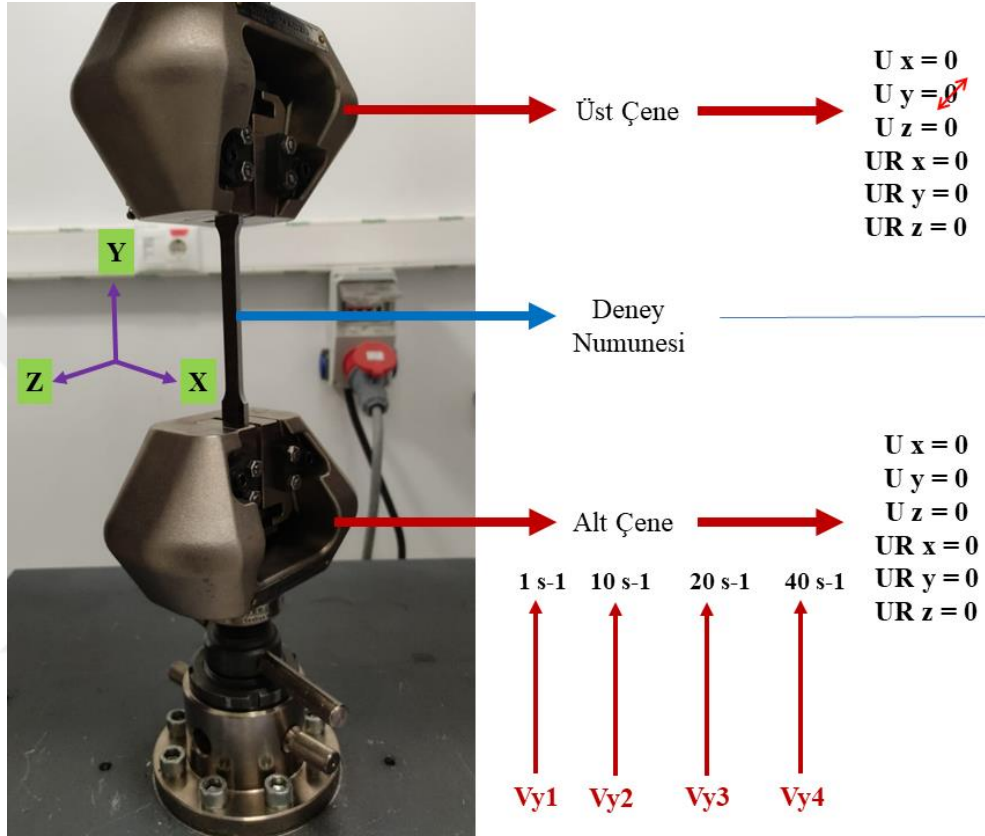 U x = 0
U y = 0
Üst Çene
U z = 0
UR x = 0
UR y = 0
UR z = 0
Y
Z
X
Deney
Numunesi
U x = 0
U y = 0
U z = 0
Alt Çene
UR x = 0
UR y = 0
UR z = 0
1 s-1 10 s-1 20 s-1 40 s-1
Vy1 Vy2 Vy3 Vy4